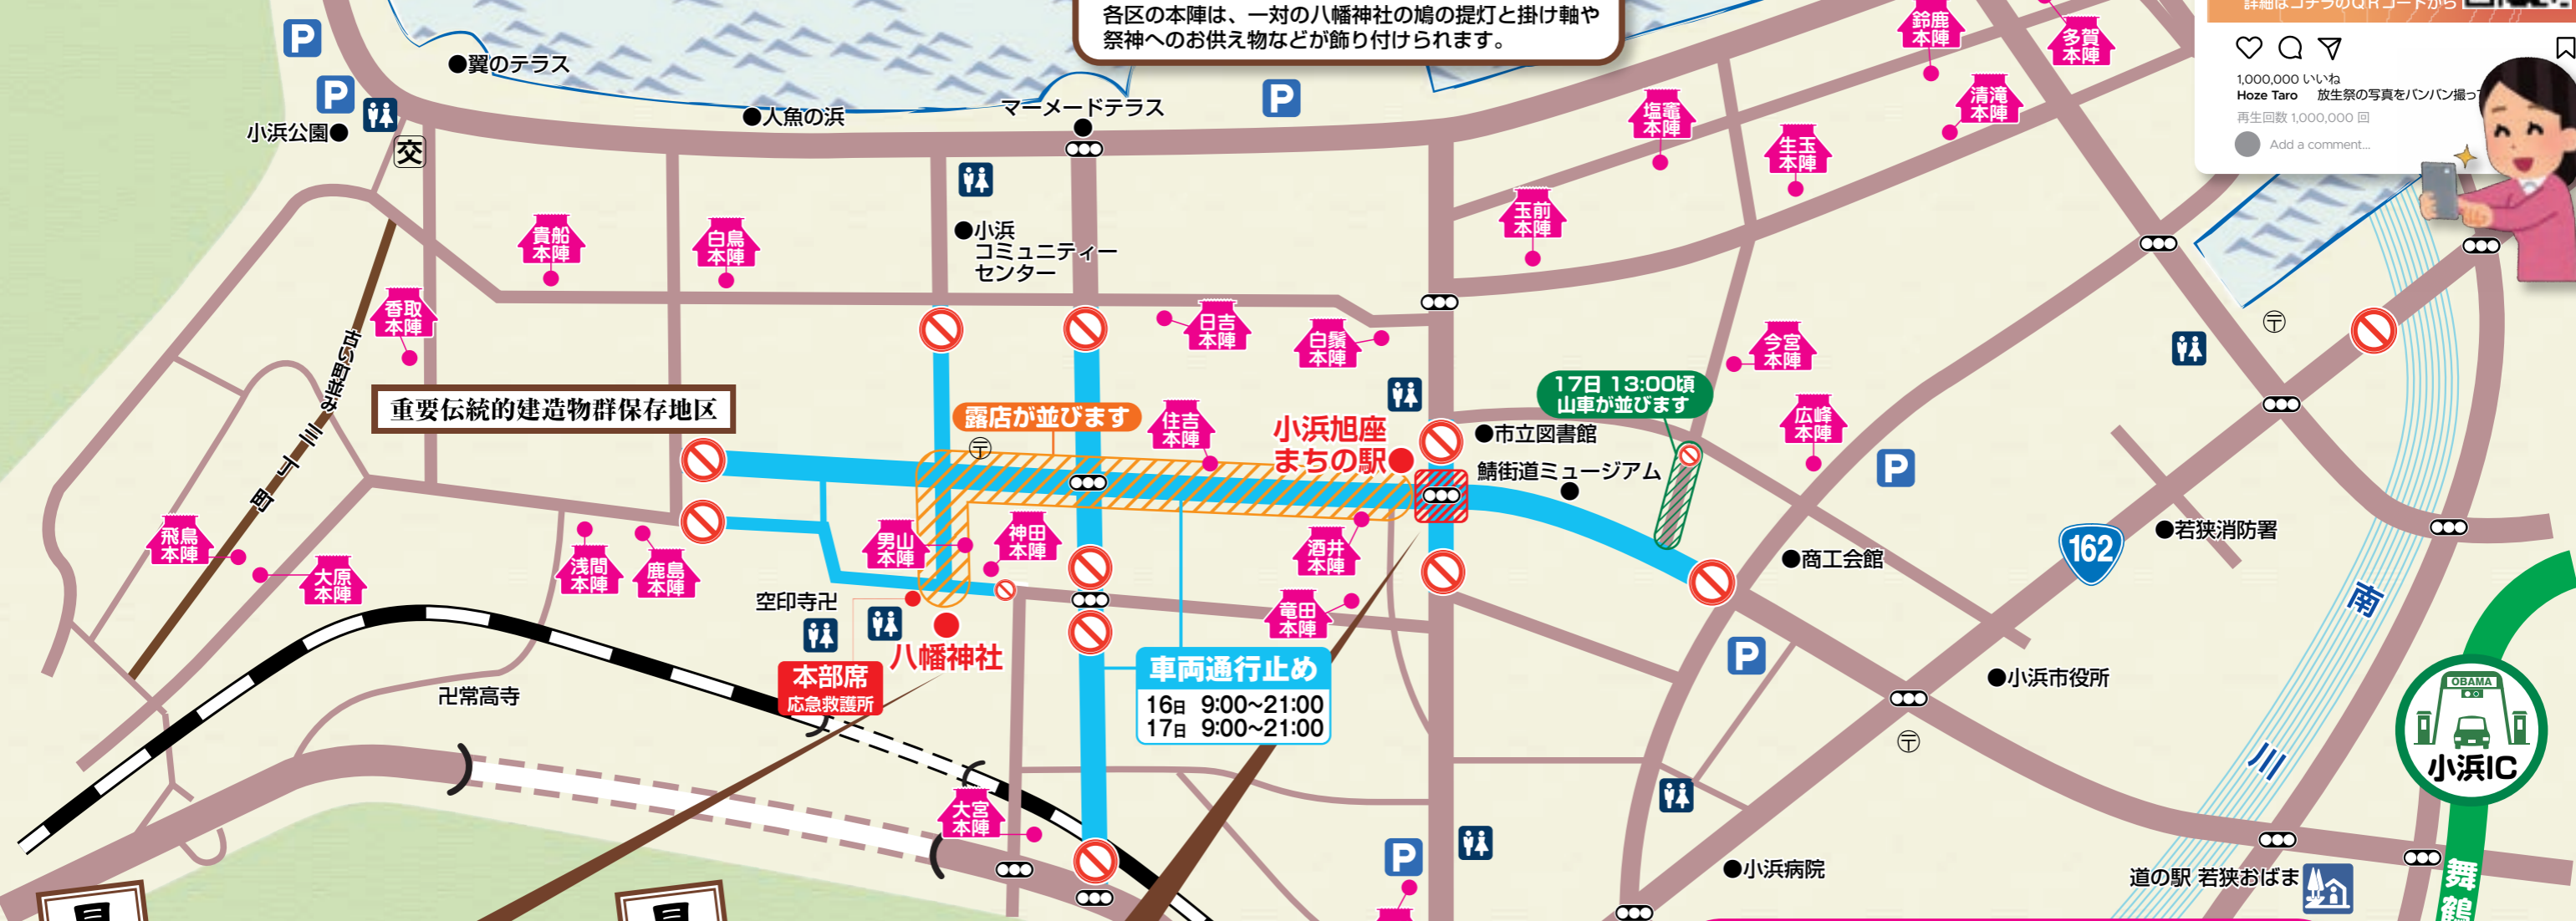 各区の本陣は、一対の八幡神社の鳩の提灯と掛け軸や
祭神へのお供え物などが飾り付けられます。
詳細はコチラのQRコードから
1,000,000 いいね
Hoze Taro 放生祭の写真をバンバン撮っ
再生回数 1,000,000 回
Add a comment...
P
●翼のテラス
P
小浜公園●
交
●人魚の浜
マーメードテラス
P
鈴鹿
本陣
多賀
本陣
清滝
本陣
塩竈
本陣
生玉
本陣
玉前
本陣
貴船
本陣
白鳥
本陣
●小浜
コミュニティー
センター
香取
本陣
日吉
本陣
白鬚
本陣
今宮
本陣
〒
古い町並み
三丁町
重要伝統的建造物群保存地区
露店が並びます
〒
住吉
本陣
小浜旭座
まちの駅
17日 13:00頃
山車が並びます
●市立図書館
鯖街道ミュージアム
広峰
本陣
P
飛鳥
本陣
大原
本陣
浅間
本陣
鹿島
本陣
男山
本陣
神田
本陣
酒井
本陣
竜田
本陣
●商工会館
162
●若狭消防署
南川
空印寺卍
八幡神社
本部席
応急救護所
卍常高寺
車両通行止め
16日 9:00~21:00
17日 9:00~21:00
P
●小浜市役所
〒
OBAMA
小浜IC
大宮
本陣
P
●小浜病院
道の駅 若狭おばま
舞鶴